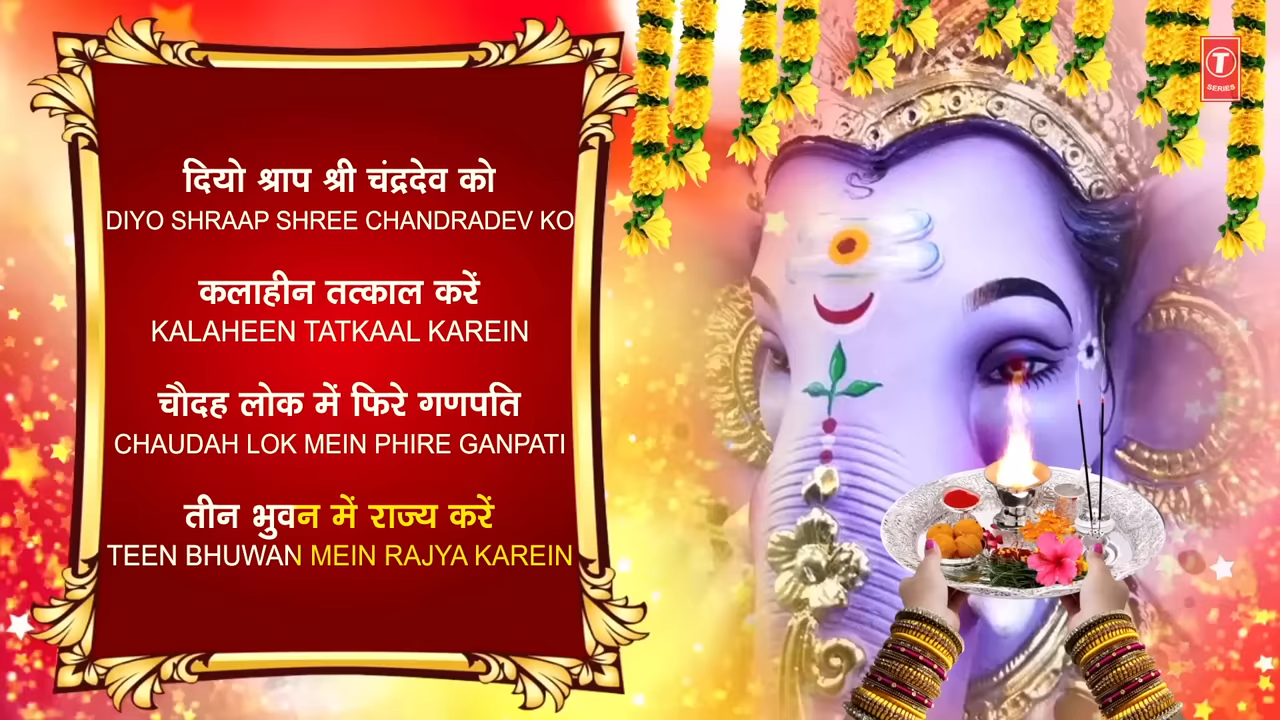 दियो श्राप श्री चंद्रदेव को
DIYO SHRAAP SHREE CHANDRADEV KO
कलाहीन तत्काल करें
KALAHEEN TATKAAL KAREIN
चौदह लोक में फिरे गणपति
CHAUDAH LOK MEIN PHIRE GANPATI
तीन भुवन में राज्य करें
TEEN BHUWAN MEIN RAJYA KAREIN
T
SERIES